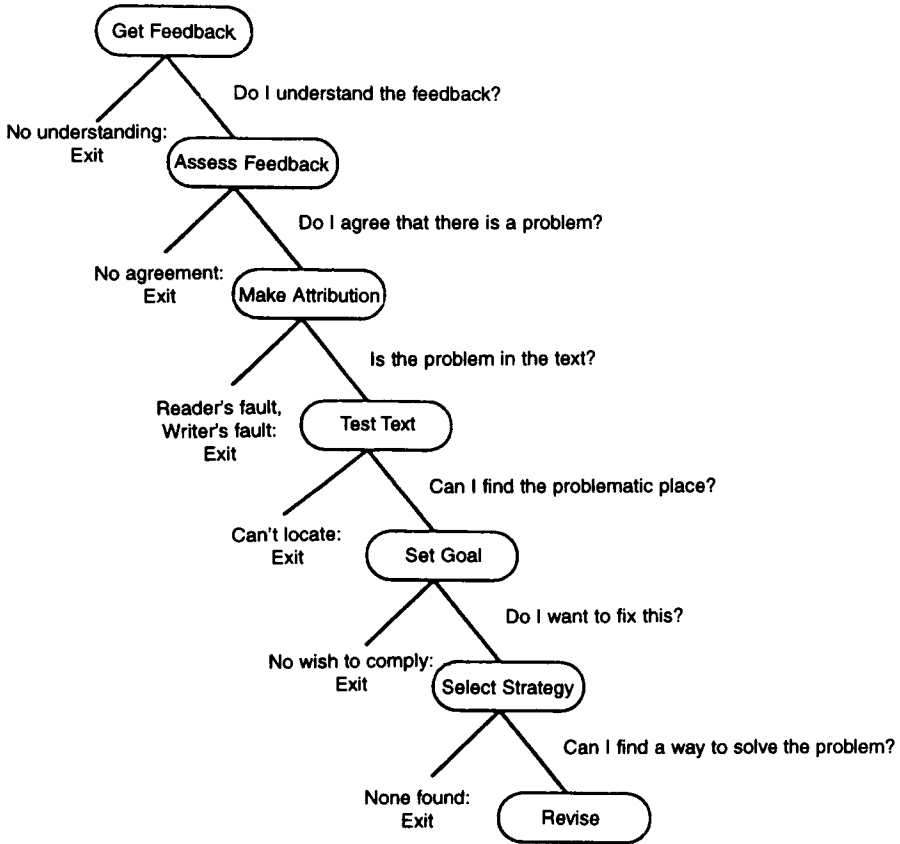 Get Feedback
Do I understand the feedback?
No understanding:
Exit
Assess Feedback
Do I agree that there is a problem?
No agreement:
Exit
Make Attribution
Is the problem in the text?
Reader's fault,
Writer's fault:
Exit
Test Text
Can I find the problematic place?
Can't locate:
Exit
Set Goal
Do I want to fix this?
No wish to comply:
Exit
Select Strategy
Can I find a way to solve the problem?
None found:
Exit
Revise